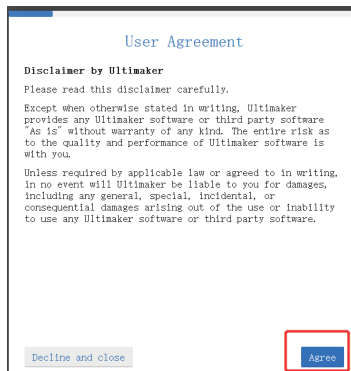 User Agreement
Disclaimer by Ultimaker
Please read this disclaimer carefully.
Except when otherwise stated in writing, Ultimaker
provides any Ultimaker software or third party software
"As is" without warranty of any kind. The entire risk as
to the quality and performance of Ultimaker software is
with you.
Unless required by applicable law or agreed to in writing,
in no event will Ultimaker be liable to you for damages,
including any general, special, incidental, or
consequential damages arising out of the use or inability
to use any Ultimaker software or third party software.
Decline and close
Agree